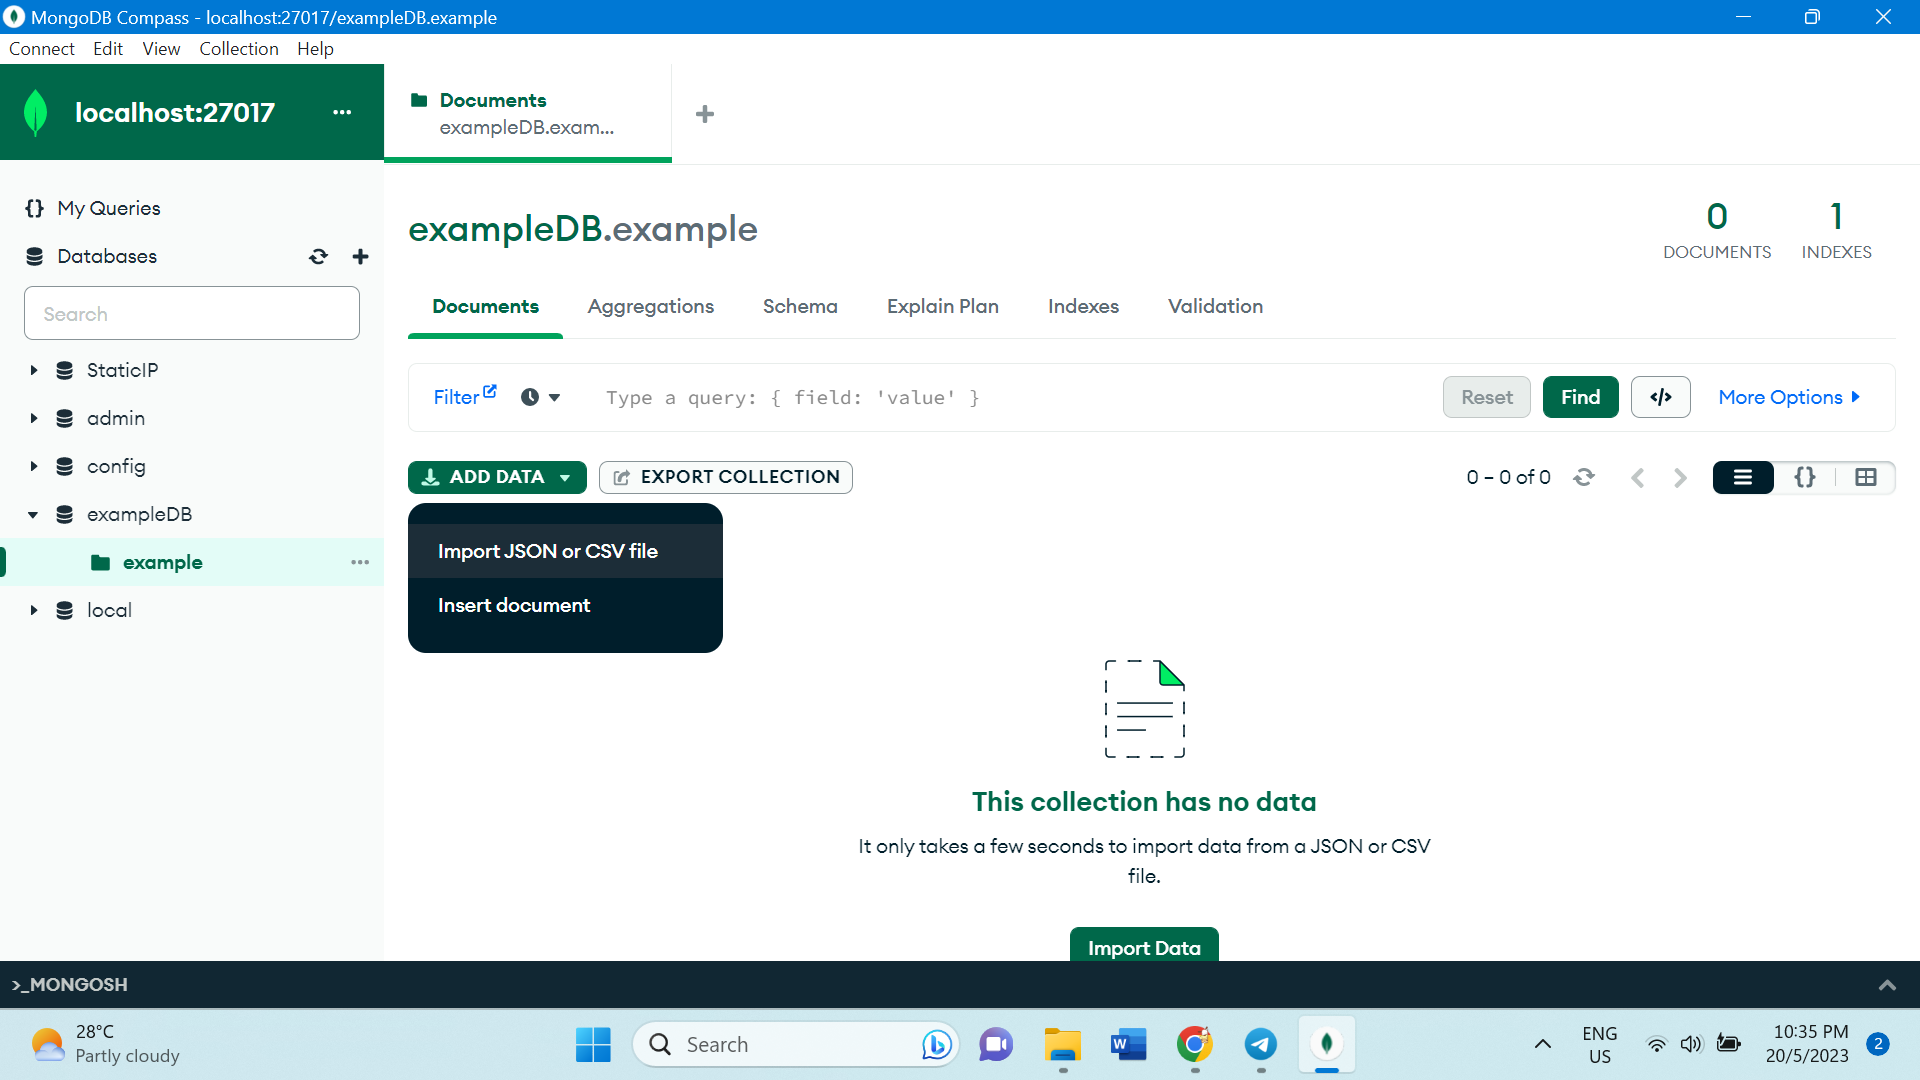 MongoDB Compass - localhost:27017/exampleDB.example
Connect Edit View Collection Help
localhost:27017
Documents
exampleDB.exam...
My Queries
Databases
Search
StaticIP
admin
config
exampleDB
example
local
exampleDB.example
0
DOCUMENTS
1
INDEXES
Documents Aggregations Schema Explain Plan Indexes Validation
Filter Type a query: { field: 'value' } Reset Find </> More Options
ADD DATA EXPORT COLLECTION 0 – 0 of 0 {}
Import JSON or CSV file
Insert document
This collection has no data
It only takes a few seconds to import data from a JSON or CSV
file.
Import Data
>_MONGOSH
28°C
Partly cloudy
Search
ENG
US
10:35 PM
20/5/2023
2